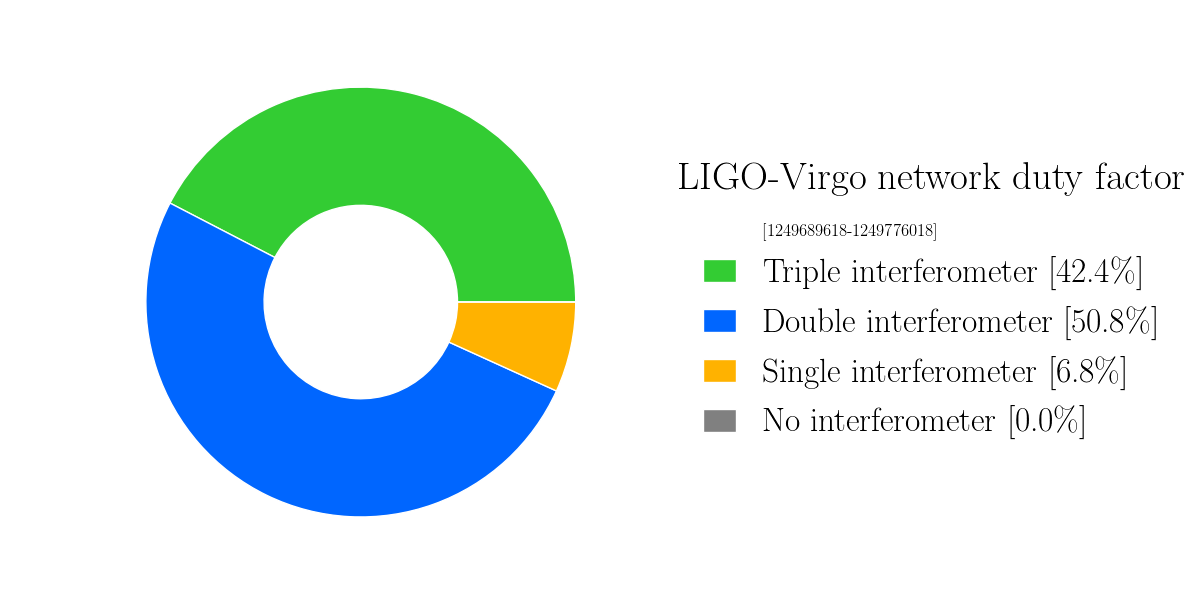 LIGO-Virgo network duty factor
[1249689618-1249776018]
Triple interferometer [42.4%]
Double interferometer [50.8%]
Single interferometer [6.8%]
No interferometer [0.0%]